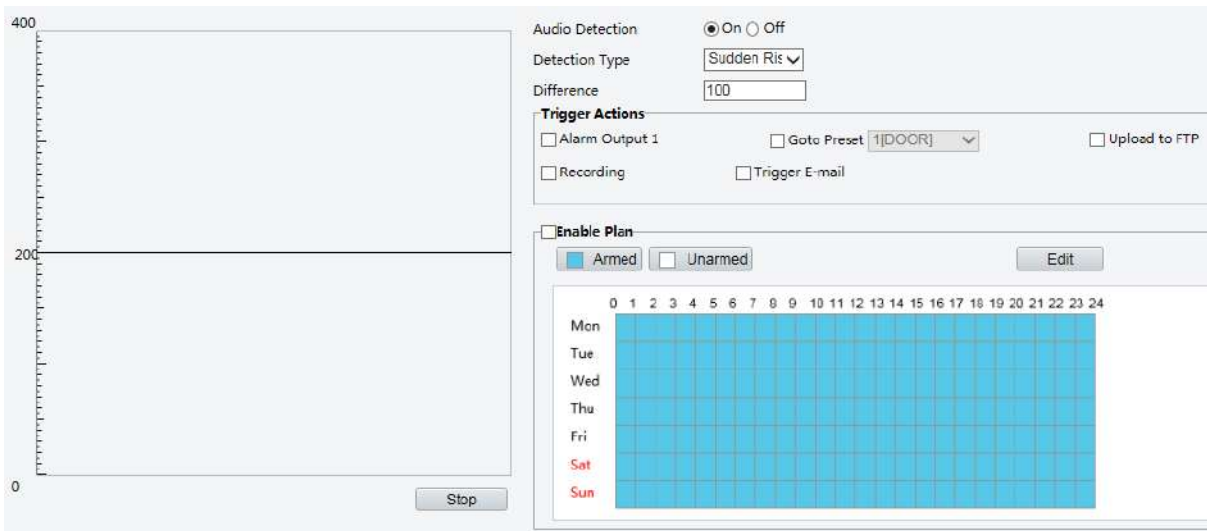 400
200
0
Stop
Audio Detection On Off
Detection Type Sudden Ris
Difference 100
Trigger Actions
Alarm Output 1 Goto Preset 1[DOOR] Upload to FTP
Recording Trigger E-mail
Enable Plan
Armed Unarmed Edit
0 1 2 3 4 5 6 7 8 9 10 11 12 13 14 15 16 17 18 19 20 21 22 23 24
Mon
Tue
Wed
Thu
Fri
Sat
Sun